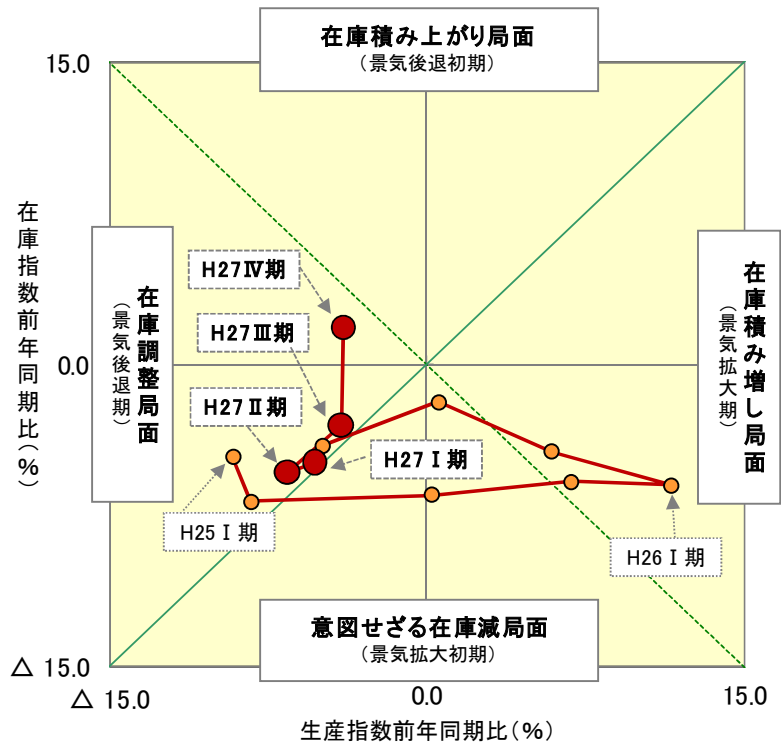 在庫積み上がり局面
（景気後退初期）
15.0
在庫指数前年同期比（%）
在庫調整局面
（景気後退期）
在庫積み増し局面
（景気拡大期）
H27Ⅳ期
H27Ⅲ期
0.0
H27Ⅱ期
H27Ⅰ期
H25Ⅰ期
H26Ⅰ期
意図せざる在庫減局面
（景気拡大初期）
△ 15.0
△ 15.0
0.0
15.0
生産指数前年同期比（%）